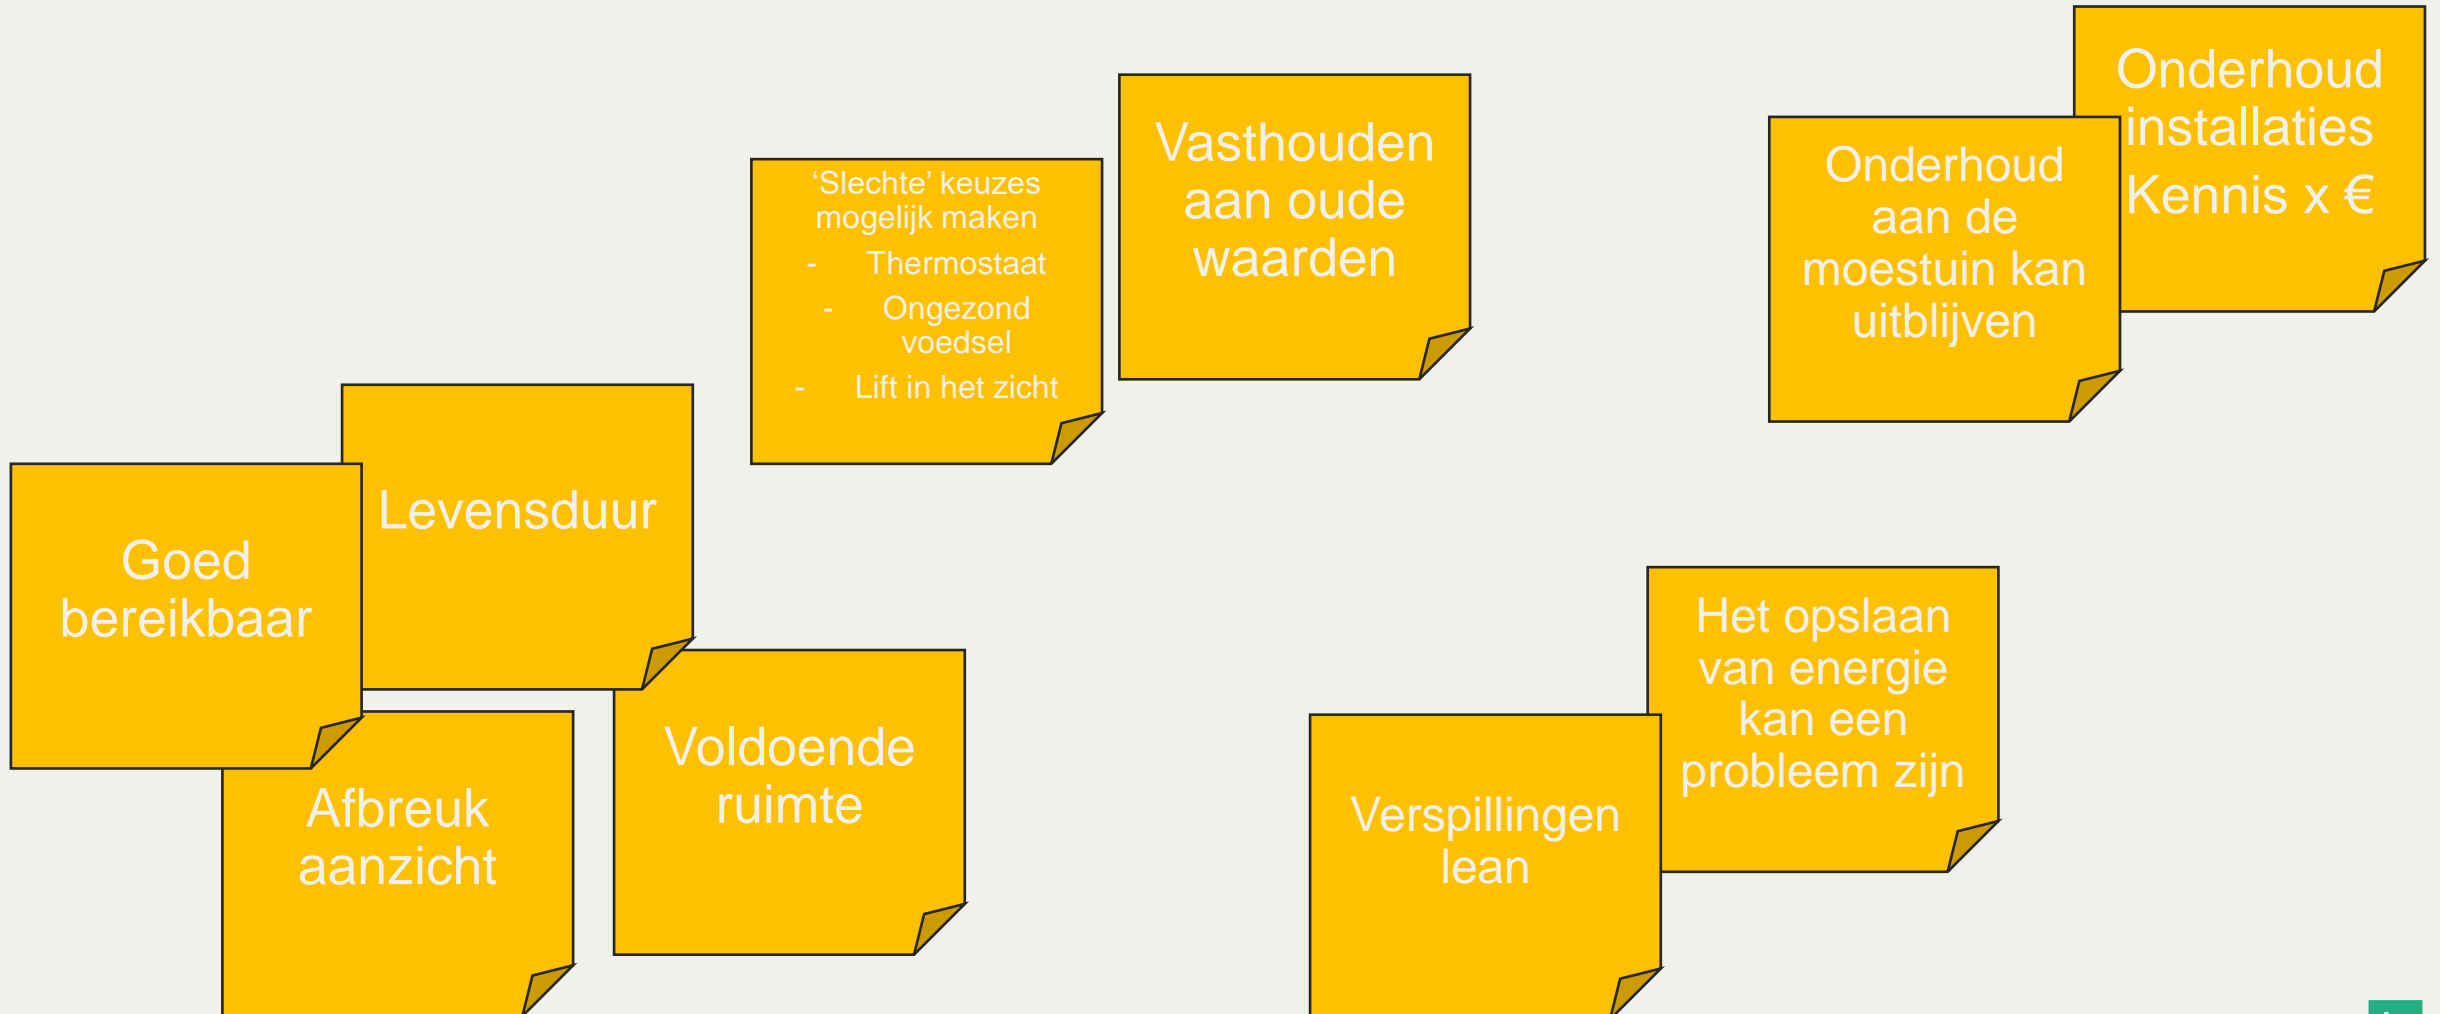 Onderhoud
installaties
Kennis x €
Onderhoud
aan de
moestuin kan
uitblijven
Vasthouden
aan oude
waarden
‘Slechte’ keuzes
mogelijk maken
- Thermostaat
- Ongezond
voedsel
- Lift in het zicht
Levensduur
Goed
bereikbaar
Voldoende
ruimte
Afbreuk
aanzicht
Het opslaan
van energie
kan een
probleem zijn
Verspillingen
lean